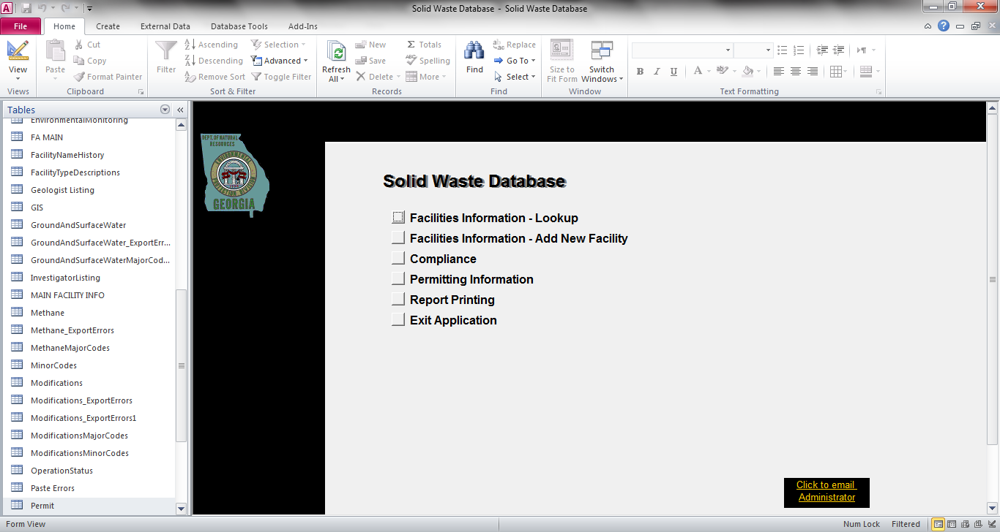 Solid Waste Database - Solid Waste Database
File Home Create External Data Database Tools Add-Ins
View
Views
Paste
Cut
Copy
Format Painter
Clipboard
Filter
Ascending
Descending
Remove Sort
Selection
Advanced
Toggle Filter
Sort & Filter
Refresh
All
New
Save
Delete
Totals
Spelling
More
Records
Find
Replace
Go To
Select
Find
Size to
Fit Form
Switch
Windows
Window
Text Formatting
Tables
EnvironmentalMonitoring
FA MAIN
FacilityNameHistory
FacilityTypeDescriptions
Geologist Listing
GIS
GroundAndSurfaceWater
GroundAndSurfaceWater_ExportErr...
GroundAndSurfaceWaterMajorCod...
InvestigatorListing
MAIN FACILITY INFO
Methane
Methane_ExportErrors
MethaneMajorCodes
MinorCodes
Modifications
Modifications_ExportErrors
Modifications_ExportErrors1
ModificationsMajorCodes
ModificationsMinorCodes
OperationStatus
Paste Errors
Permit
DEPT. OF NATURAL
RESOURCES
ENVIRONMENTAL
PROTECTION DIVISION
GEORGIA
Solid Waste Database
Facilities Information - Lookup
Facilities Information - Add New Facility
Compliance
Permitting Information
Report Printing
Exit Application
Click to email
Administrator
Form View
Num Lock Filtered